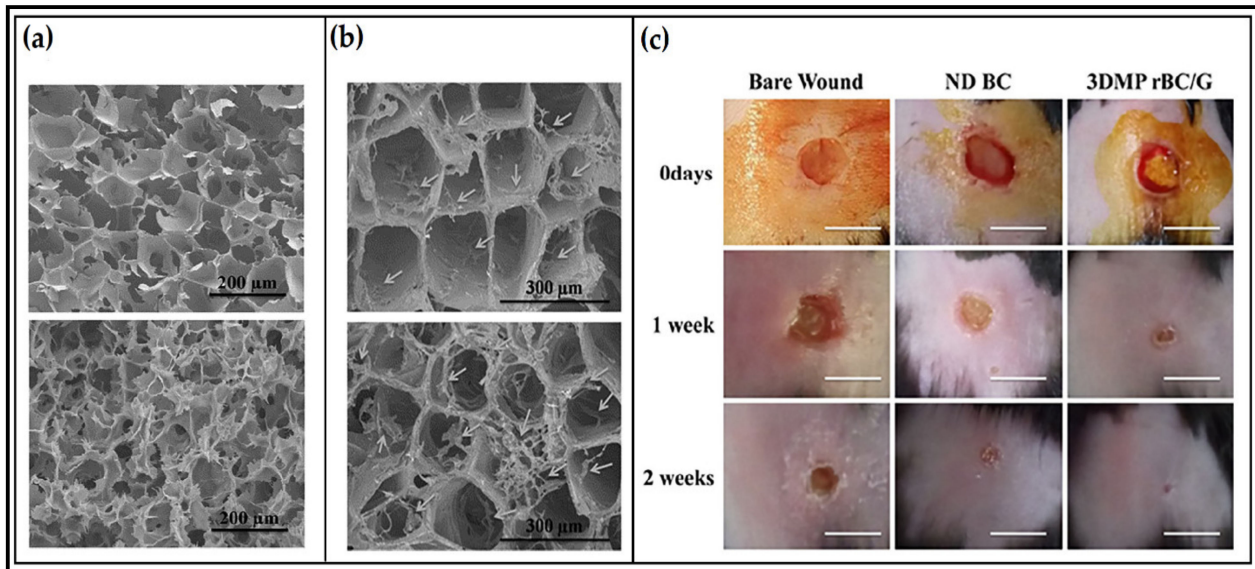 (a)
200 µm
200 µm
(b)
300 µm
300 µm
(c)
Bare Wound ND BC 3DMP rBC/G
0days
1 week
2 weeks